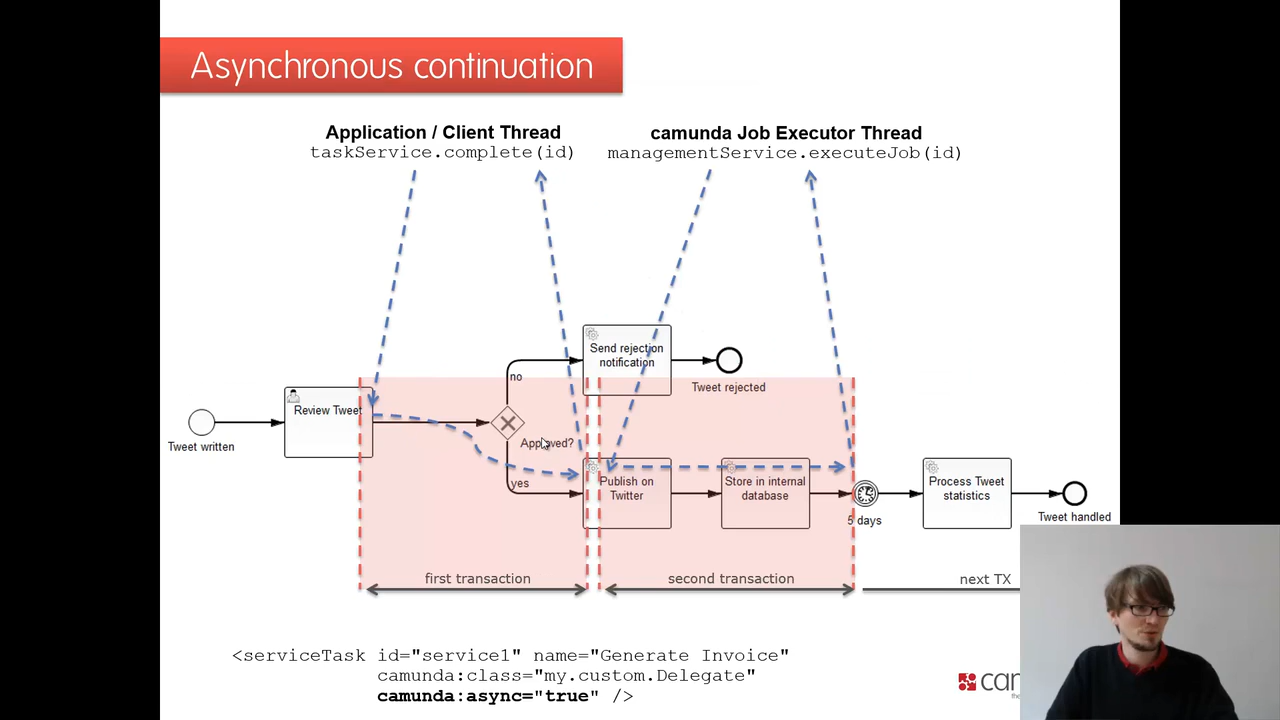 Asynchronous continuation
Application / Client Thread
taskService.complete(id)
camunda Job Executor Thread
managementService.executeJob(id)
Tweet written
Review Tweet
no
Approved?
yes
Send rejection
notification
Tweet rejected
Publish on
Twitter
Store in internal
database
5 days
Process Tweet
statistics
Tweet handled
first transaction
second transaction
next TX
<serviceTask id="service1" name="Generate Invoice"
camunda:class="my.custom.Delegate"
camunda:async="true" />